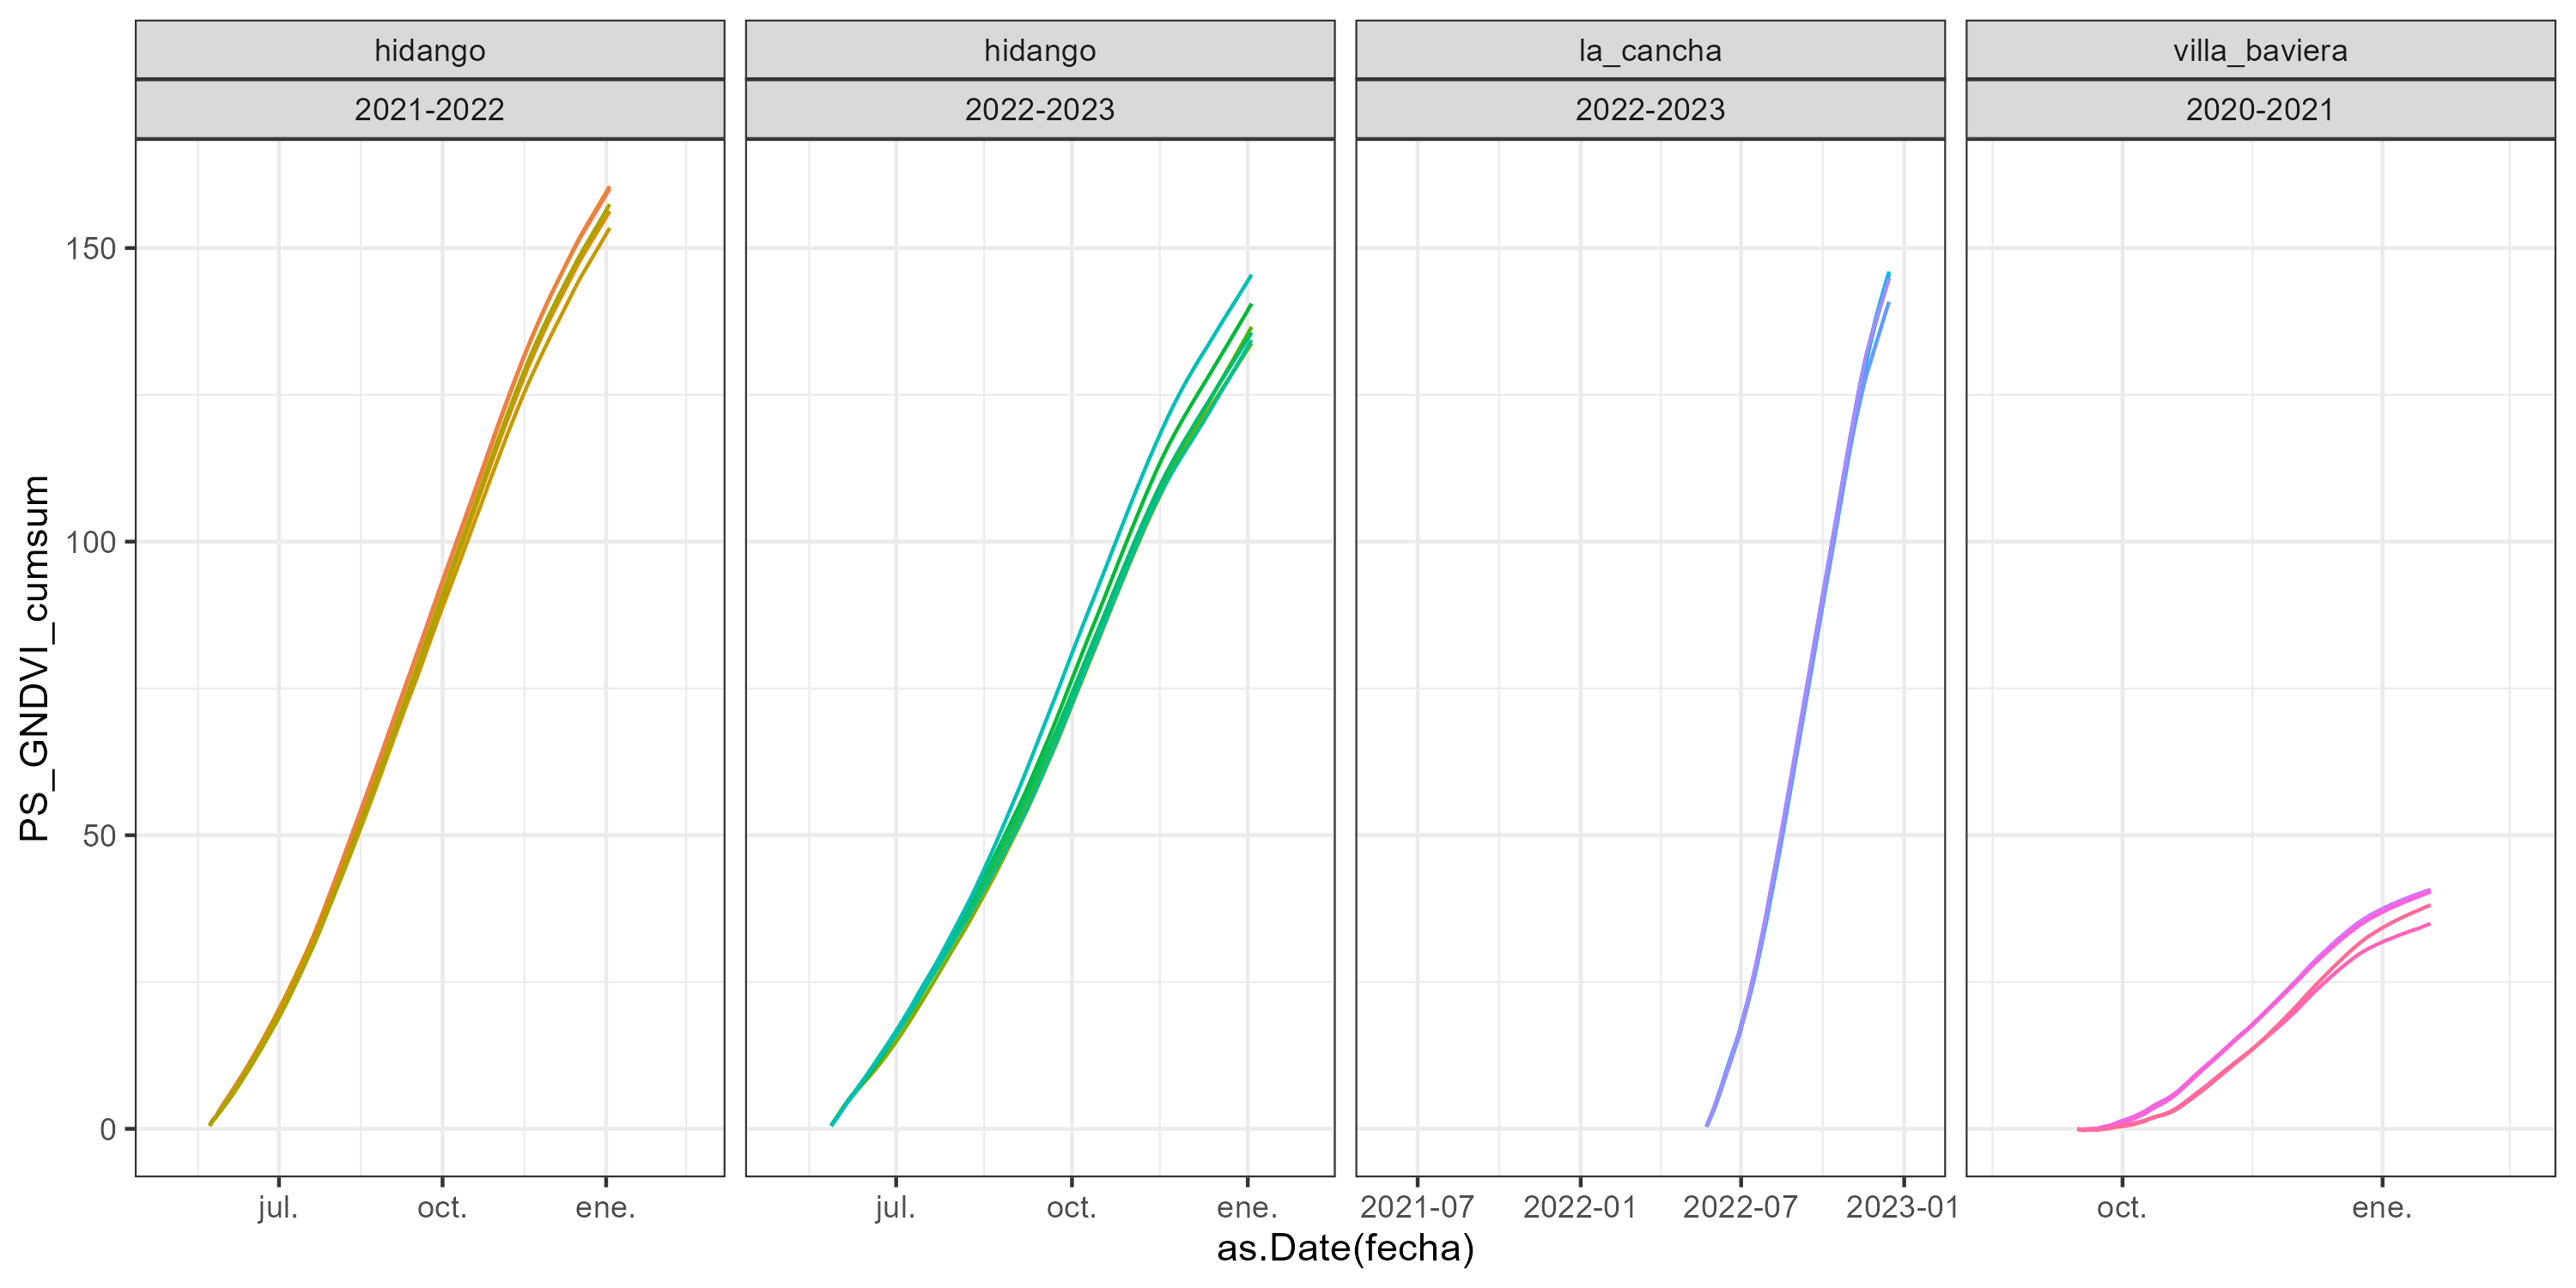 hidango hidango la_cancha villa_baviera
2021-2022 2022-2023 2022-2023 2020-2021
150
100
50
0
PS_GNDVI_cumsum
jul. oct. ene. jul. oct. ene. 2021-07 2022-01 2022-07 2023-01 oct. ene.
as.Date(fecha)